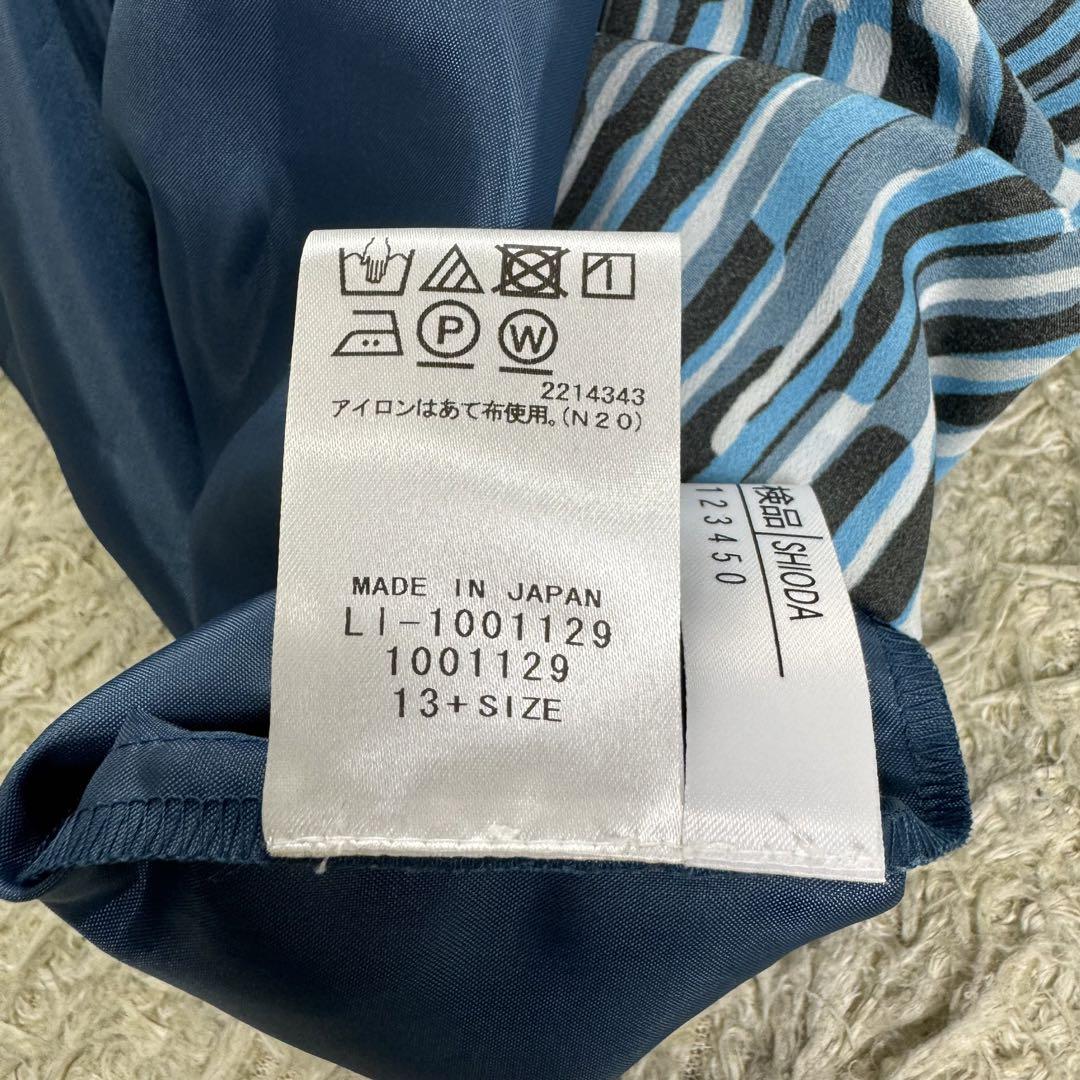 P W
2214343
アイロンはあて布使用。(N20)
MADE IN JAPAN
LI-1001129
1001129
13+SIZE
検品 SHIODA
123450